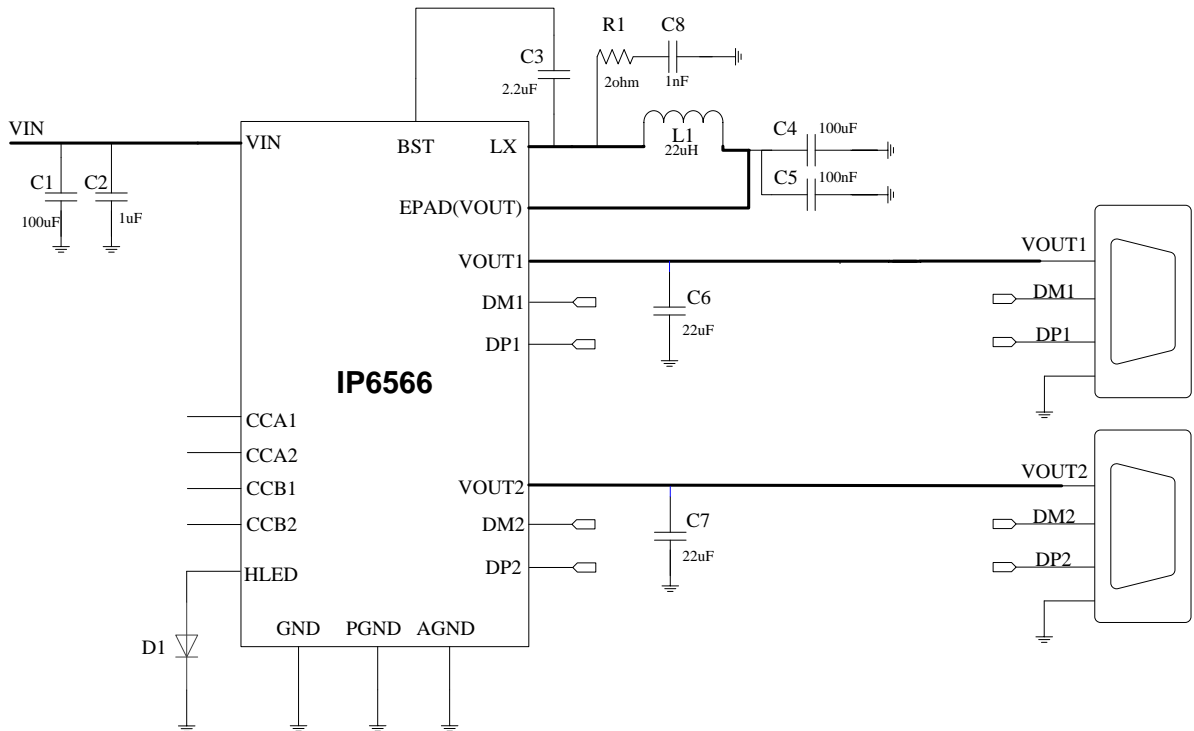 R1
C8
C3
2.2uF
2ohm
1nF
VIN
VIN
BST
LX
L1
22uH
C4
100uF
C1
C2
C5
100nF
100uF
1uF
EPAD(VOUT)
VOUT1
VOUT1
DM1
C6
DM1
22uF
DP1
DP1
IP6566
CCA1
CCA2
CCB1
VOUT2
VOUT2
CCB2
DM2
C7
DM2
22uF
DP2
DP2
HLED
GND
PGND
AGND
D1